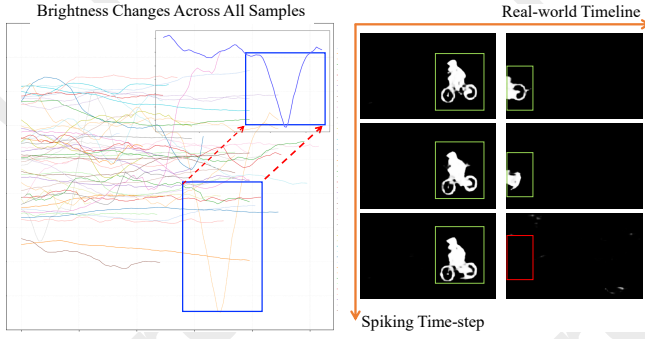 Brightness Changes Across All Samples
Real-world Timeline
Spiking Time-step